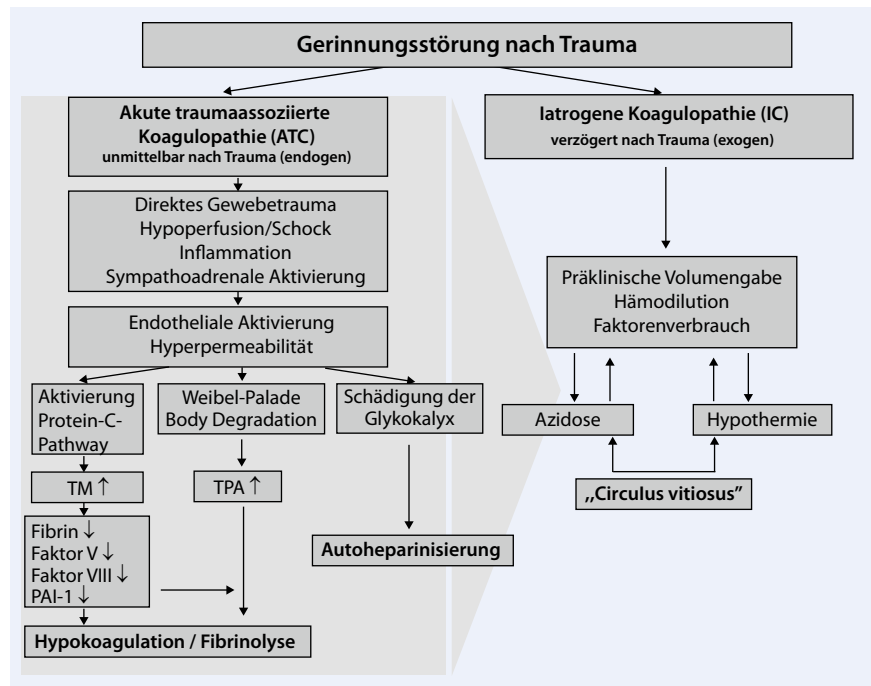 Gerinnungsstörung nach Trauma
Akute traumaassoziierte
Koagulopathie (ATC)
unmittelbar nach Trauma (endogen)
Direktes Gewebetrauma
Hypoperfusion/Schock
Inflammation
Sympathoadrenale Aktivierung
Endotheliale Aktivierung
Hyperpermeabilität
Aktivierung
Protein-C-
Pathway
TM ↑
Fibrin ↓
Faktor V ↓
Faktor VIII ↓
PAI-1 ↓
Weibel-Palade
Body Degradation
TPA ↑
Hypokoagulation / Fibrinolyse
Schädigung der
Glykokalyx
Autoheparinisierung
Iatrogene Koagulopathie (IC)
verzögert nach Trauma (exogen)
Präklinische Volumengabe
Hämodilution
Faktorenverbrauch
Azidose
Hypothermie
„Circulus vitiosus”